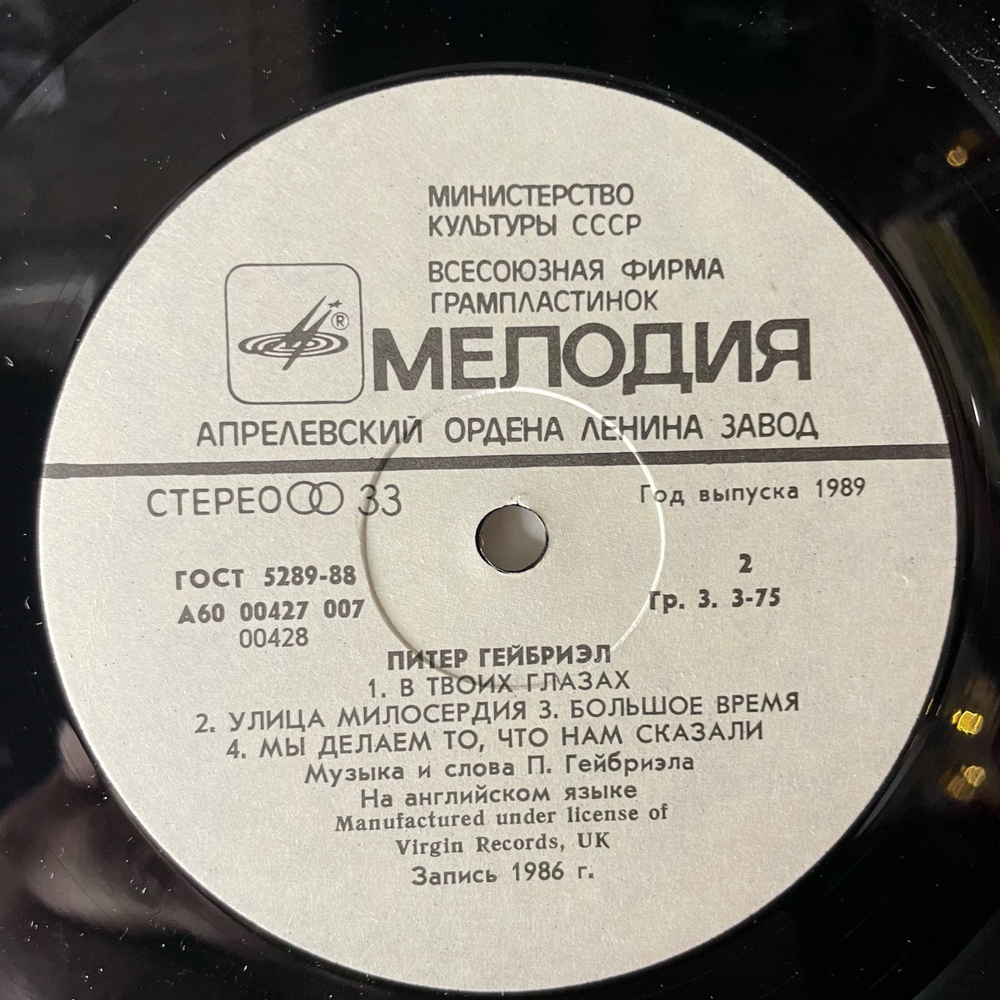 МИНИСТЕРСТВО
КУЛЬТУРЫ СССР
ВСЕСОЮЗНАЯ ФИРМА
ГРАМПЛАСТИНОК
®
МЕЛОДИЯ
АПРЕЛЕВСКИЙ ОРДЕНА ЛЕНИНА ЗАВОД
СТЕРЕО 33
Год выпуска 1989
ГОСТ 5289-88
2
А60 00427 007
Гр. 3. 3-75
00428
ПИТЕР ГЕЙБРИЭЛ
1. В ТВОИХ ГЛАЗАХ
2. УЛИЦА МИЛОСЕРДИЯ 3. БОЛЬШОЕ ВРЕМЯ
4. МЫ ДЕЛАЕМ ТО, ЧТО НАМ СКАЗАЛИ
Музыка и слова П. Гейбриэла
На английском языке
Manufactured under license of
Virgin Records, UK
Запись 1986 г.